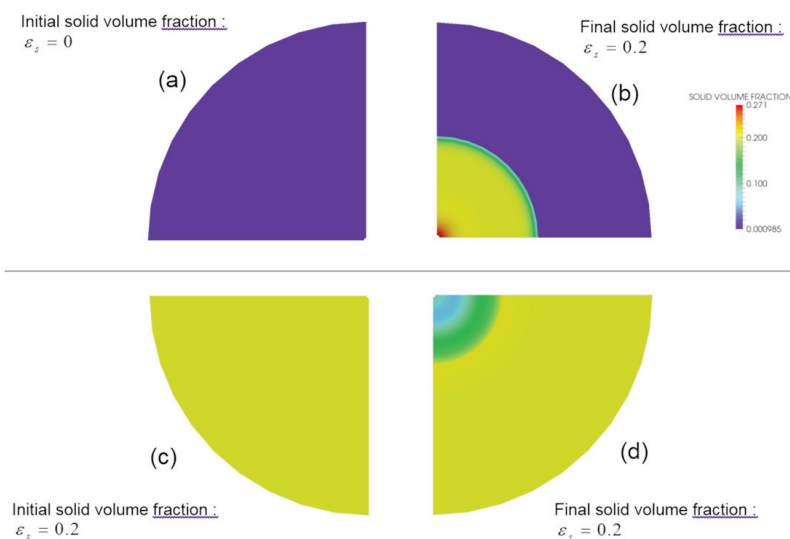 Initial solid volume fraction :
εs = 0
(a)
Final solid volume fraction :
εs = 0.2
(b)
SOLID VOLUME FRACTION
0.271
0.200
0.100
0.000985
(c)
Initial solid volume fraction :
εs = 0.2
(d)
Final solid volume fraction :
εs = 0.2